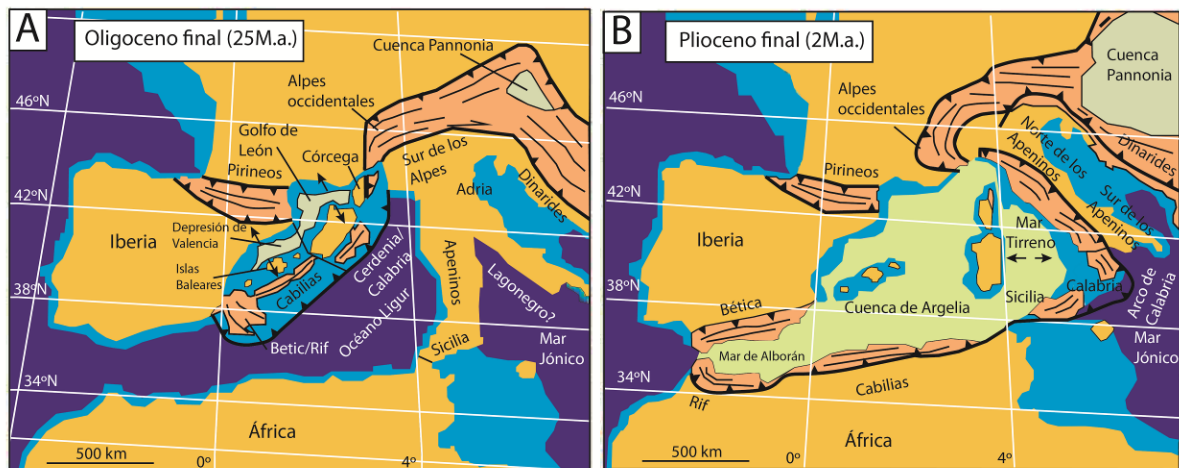 A
Oligoceno final (25M.a.)
Cuenca Pannonia
Alpes
occidentales
46ºN
Golfo de
León
Córcega
Sur de los
Alpes
Pirineos
Adria
Dinarides
42ºN
Depresión de
Valencia
Iberia
Islas
Baleares
Cabilias
Cerdenia/
Calabria
Apeninos
Lagonegro?
38ºN
Océano Ligur
Betic/Rif
Sicilia
Mar
Jónico
34ºN
África
500 km
0º
4º
B
Plioceno final (2M.a.)
Cuenca
Pannonia
Alpes
occidentales
46ºN
Norte de los
Apeninos
Dinarides
Pirineos
42ºN
Sur de los
Apeninos
Iberia
Mar
Tirreno
Calabria
Arco de
Calabria
38ºN
Bética
Cuenca de Argelia
Sicilia
Mar
Jónico
Mar de Alborán
34ºN
Cabilias
Rif
África
500 km
0º
4º